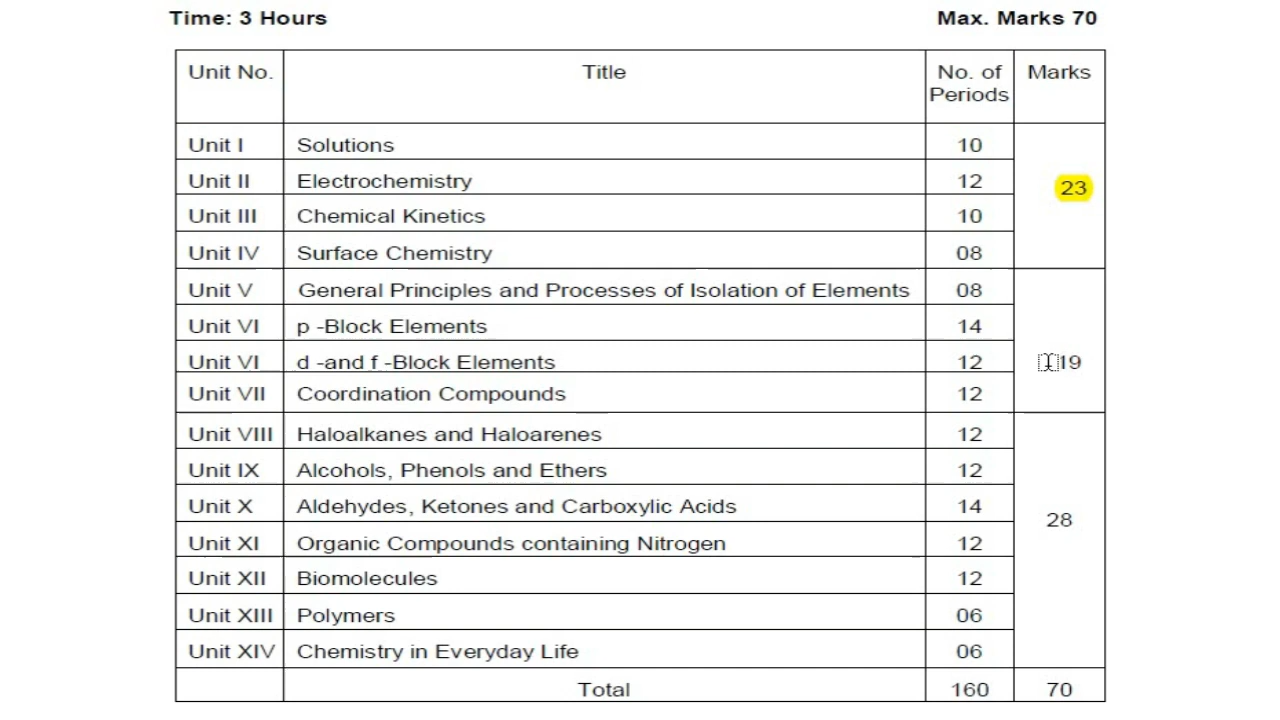 Time: 3 Hours Max. Marks 70
Unit No. Title No. of Periods Marks
Unit I Solutions 10
Unit II Electrochemistry 12 23
Unit III Chemical Kinetics 10
Unit IV Surface Chemistry 08
Unit V General Principles and Processes of Isolation of Elements 08
Unit VI p -Block Elements 14
Unit VI d -and f -Block Elements 12 19
Unit VII Coordination Compounds 12
Unit VIII Haloalkanes and Haloarenes 12
Unit IX Alcohols, Phenols and Ethers 12
Unit X Aldehydes, Ketones and Carboxylic Acids 14 28
Unit XI Organic Compounds containing Nitrogen 12
Unit XII Biomolecules 12
Unit XIII Polymers 06
Unit XIV Chemistry in Everyday Life 06
Total 160 70